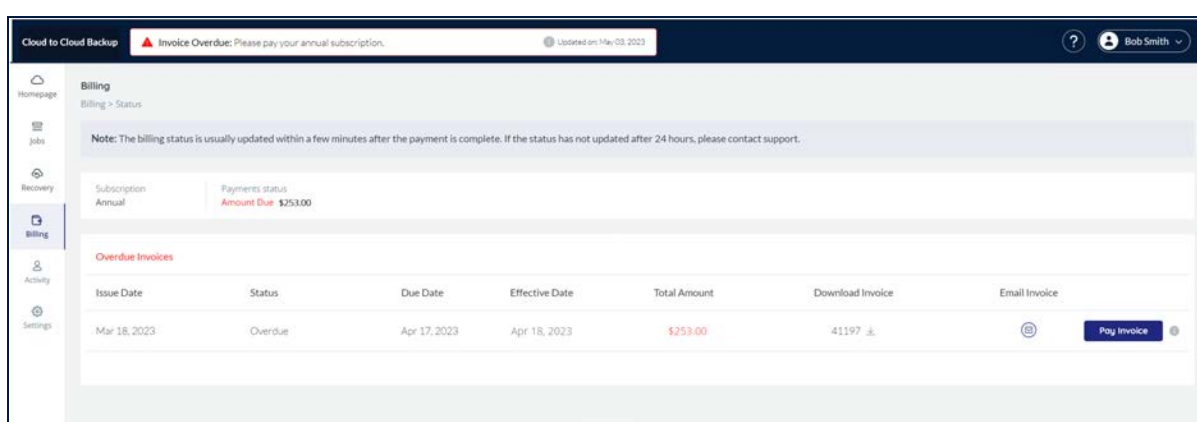 Cloud to Cloud Backup
Invoice Overdue: Please pay your annual subscription.
Updated on: May 03, 2023
?
Bob Smith
Homepage
Jobs
Recovery
Billing
Activity
Settings
Billing
Billing > Status
Note: The billing status is usually updated within a few minutes after the payment is complete. If the status has not updated after 24 hours, please contact support.
Subscription
Annual
Payments status
Amount Due $253.00
Overdue Invoices
Issue Date Status Due Date Effective Date Total Amount Download Invoice Email Invoice
Mar 18, 2023 Overdue Apr 17, 2023 Apr 18, 2023 $253.00 41197 Pay Invoice